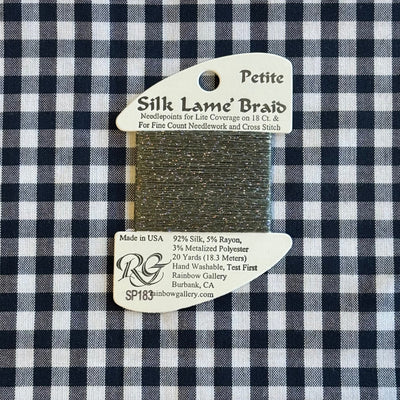 Petite
Silk Lame' Braid
Needlepoints for Lite Coverage on 18 Ct. &
For Fine Count Needlework and Cross Stitch
Made in USA
92% Silk, 5% Rayon,
3% Metalized Polyester
20 Yards (18.3 Meters)
Hand Washable, Test First
Rainbow Gallery
Burbank, CA
RG
SP183
ainbowgallery.com